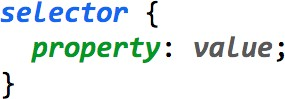 selector {
  property: value;
}